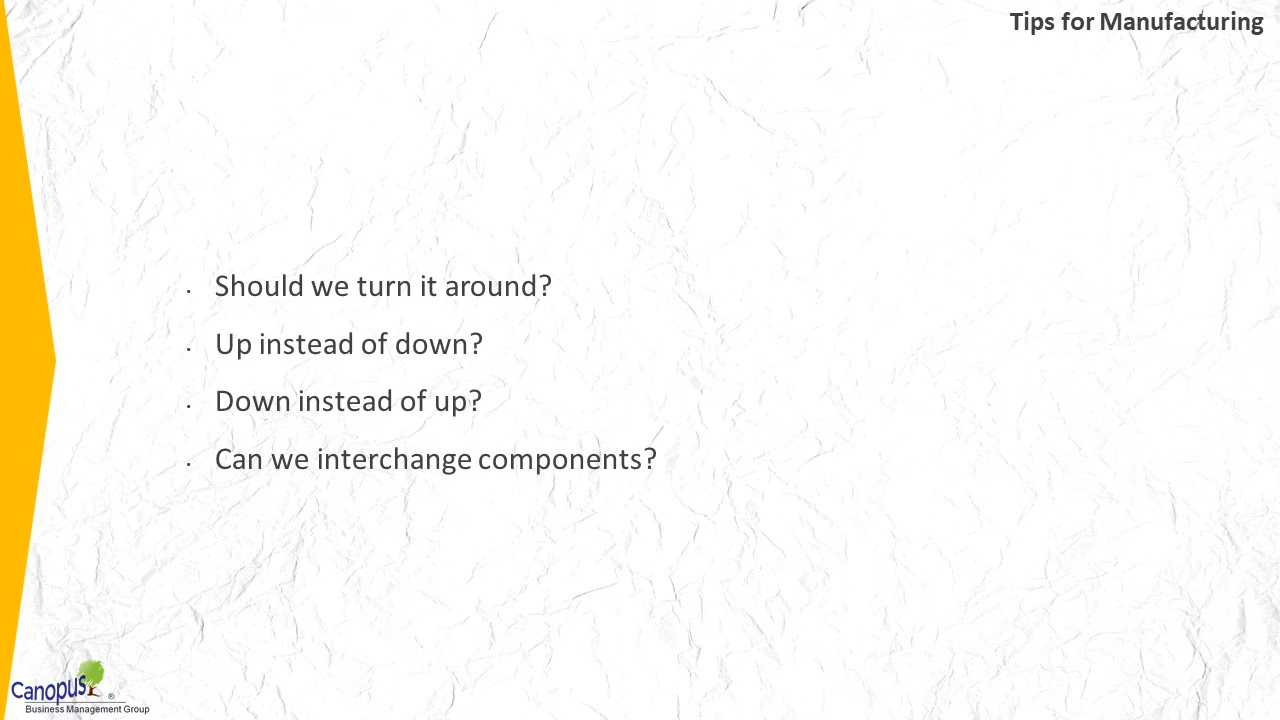 Tips for Manufacturing
• Should we turn it around?
• Up instead of down?
• Down instead of up?
• Can we interchange components?
Canopus ®
Business Management Group